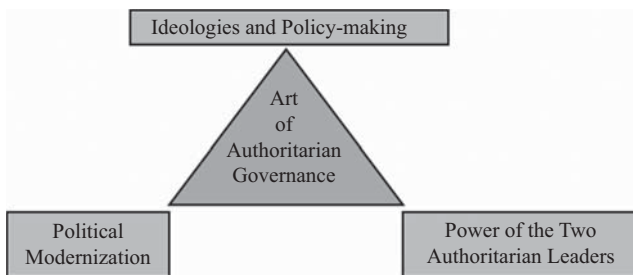 Ideologies and Policy-making
Art
of
Authoritarian
Governance
Political
Modernization
Power of the Two
Authoritarian Leaders